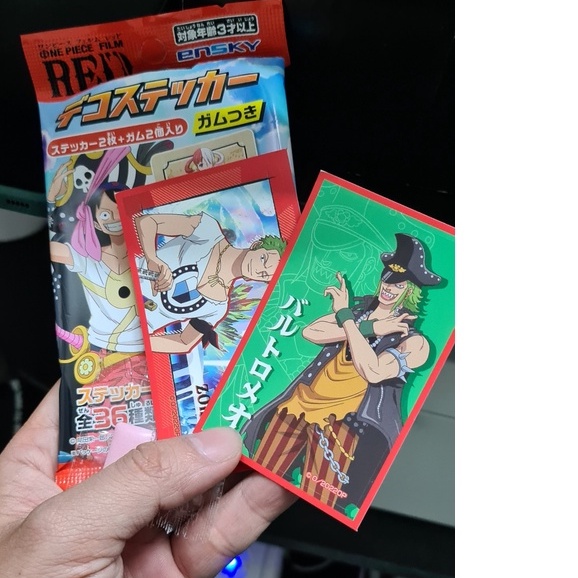 対象年齢3才以上
ENSKY
ONE PIECE FILM
RED
デコステッカー
ガムつき
ステッカー2枚+ガム2個入り
バルトロメオ
ステッカー
全36種